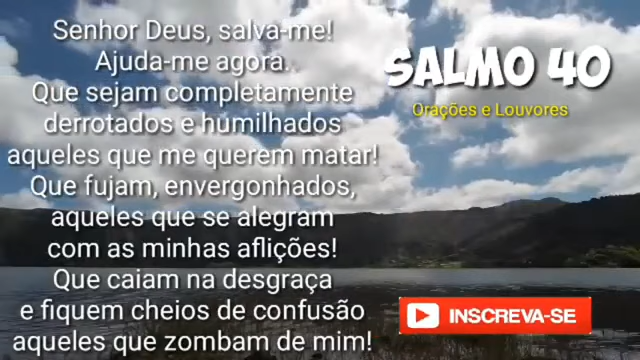 Senhor Deus, salva-me!
Ajuda-me agora..
Que sejam completamente
derrotados e humilhados
aqueles que me querem matar!
Que fujam, envergonhados,
aqueles que se alegram
com as minhas aflições!
Que caiam na desgraça
e fiquem cheios de confusão
aqueles que zombam de mim!
SALMO 40
Orações e Louvores
INSCREVA-SE